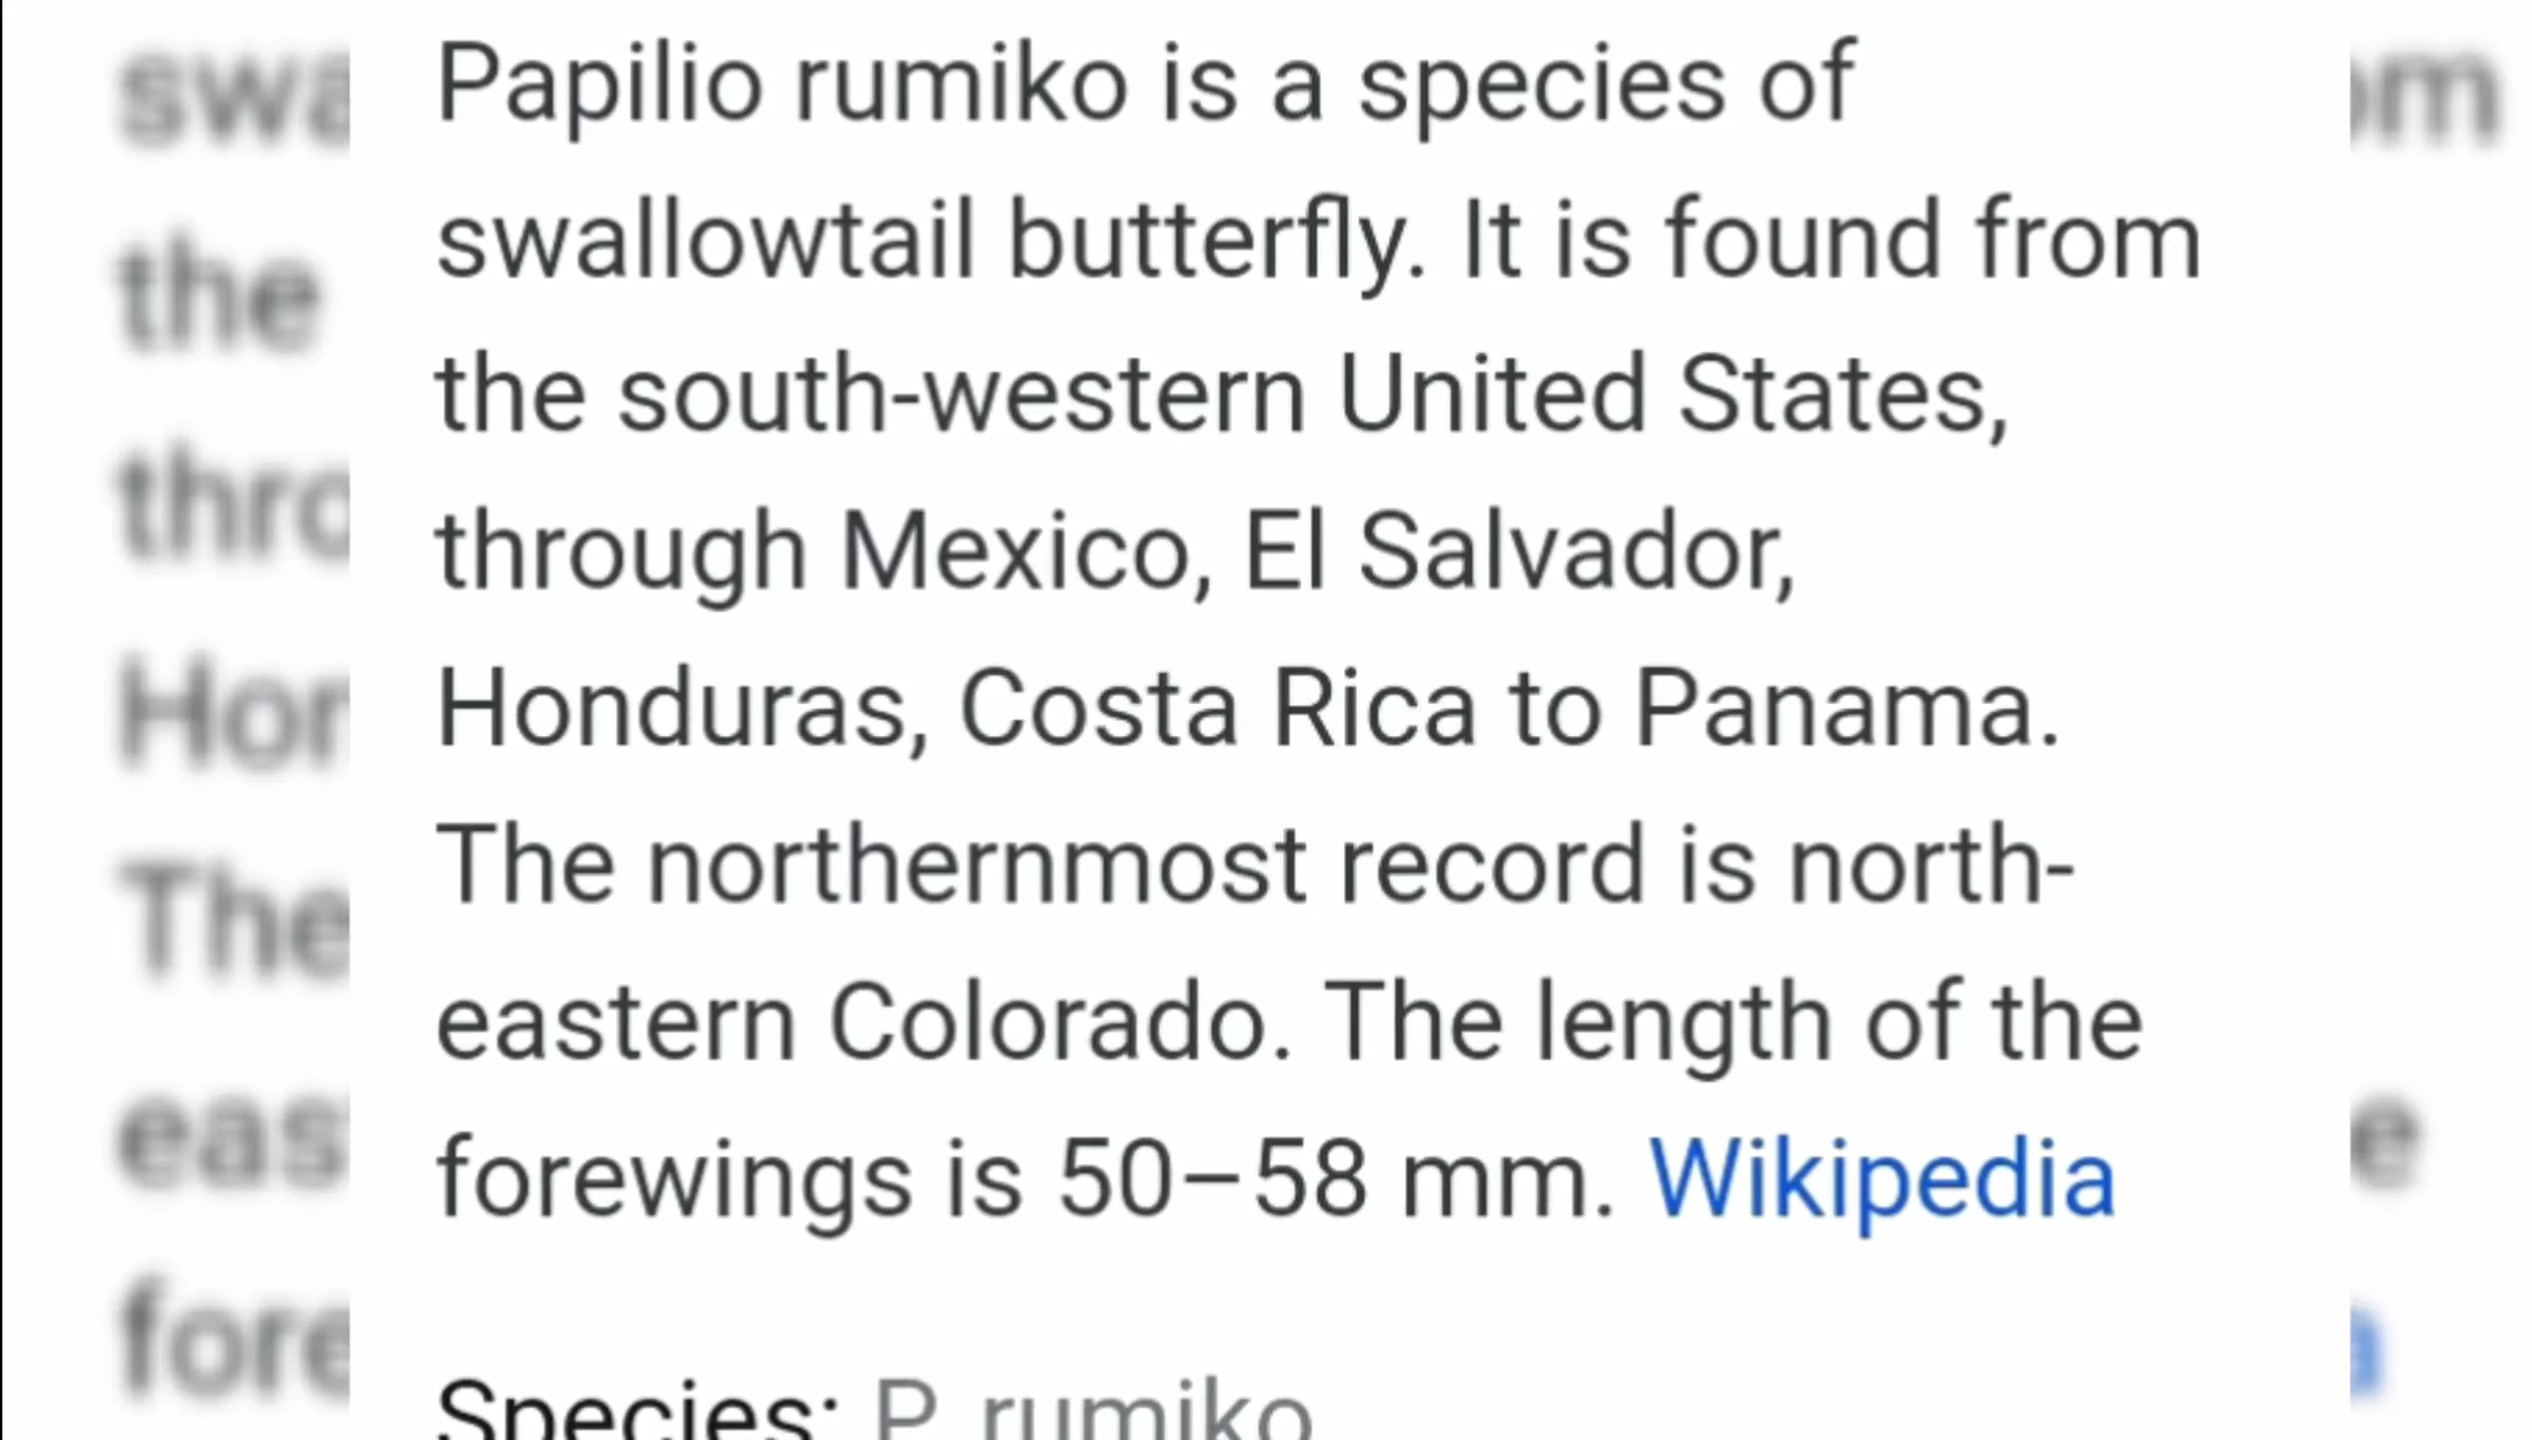 Papilio rumiko is a species of
swallowtail butterfly. It is found from
the south-western United States,
through Mexico, El Salvador,
Honduras, Costa Rica to Panama.
The northernmost record is north-
eastern Colorado. The length of the
forewings is 50–58 mm. Wikipedia
Species: P. rumiko